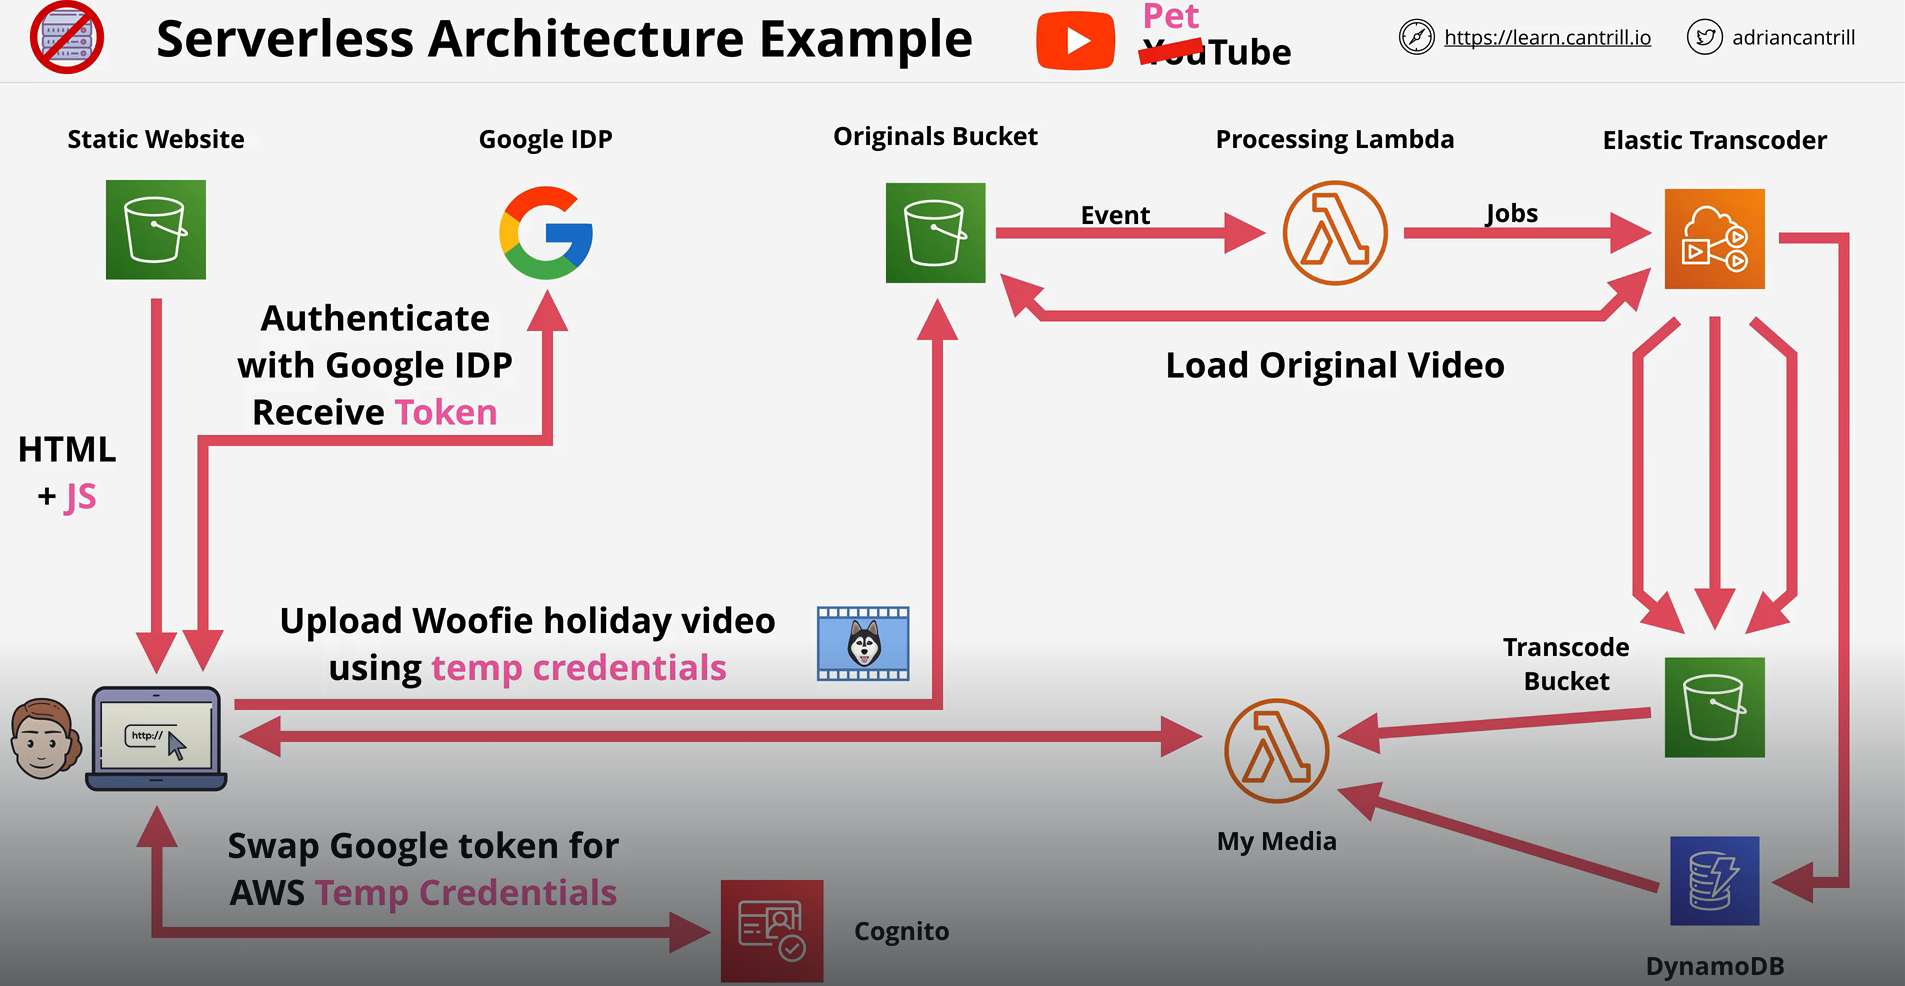 Serverless Architecture Example
Pet
YouTube
https://learn.cantrill.io
adriancantrill
Static Website
Google IDP
Originals Bucket
Processing Lambda
Elastic Transcoder
Event
Jobs
Authenticate
with Google IDP
Receive Token
Load Original Video
HTML
+ JS
Upload Woofie holiday video
using temp credentials
Transcode
Bucket
http://
My Media
Swap Google token for
AWS Temp Credentials
Cognito
DynamoDB